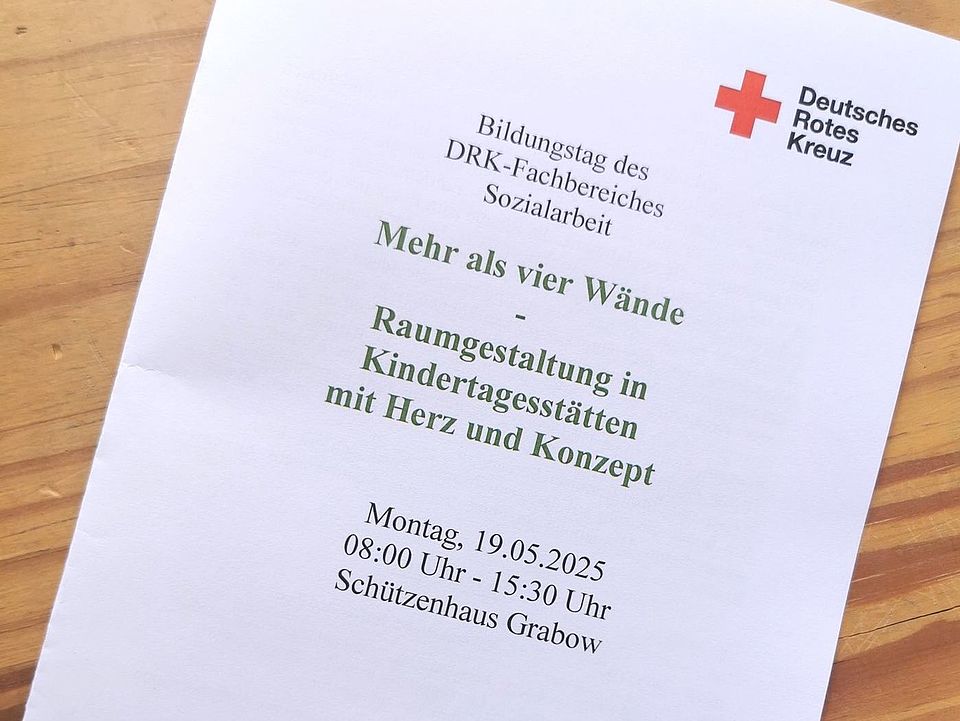 Deutsches
Rotes
Kreuz
Bildungstag des
DRK-Fachbereiches
Sozialarbeit
Mehr als vier Wände
-
Raumgestaltung in
Kindertagesstätten
mit Herz und Konzept
Montag, 19.05.2025
08:00 Uhr - 15:30 Uhr
Schützenhaus Grabow